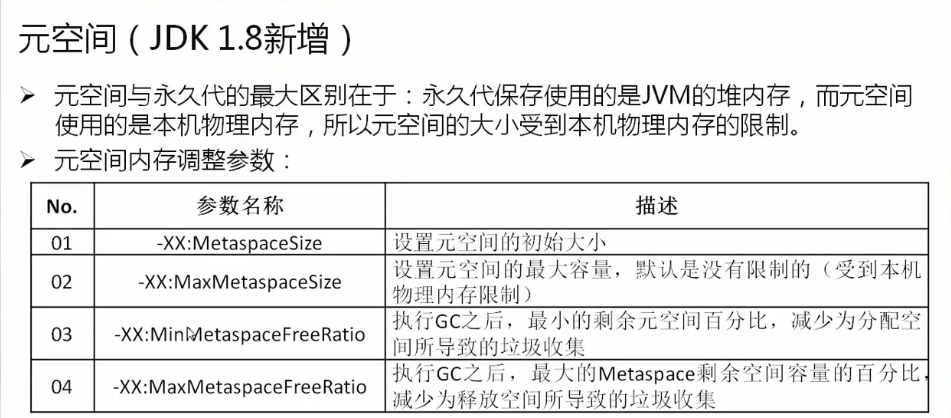 元空间（JDK 1.8新增）
➢ 元空间与永久代的最大区别在于：永久代保存使用的是JVM的堆内存，而元空间
使用的是本机物理内存，所以元空间的大小受到本机物理内存的限制。
➢ 元空间内存调整参数：
No. 参数名称 描述
01 -XX:MetaspaceSize 设置元空间的初始大小
02 -XX:MaxMetaspaceSize 设置元空间的最大容量，默认是没有限制的（受到本机
物理内存限制）
03 -XX:MinMetaspaceFreeRatio 执行GC之后，最小的剩余元空间百分比，减少为分配空
间所导致的垃圾收集
04 -XX:MaxMetaspaceFreeRatio 执行GC之后，最大的Metaspace剩余空间容量的百分比，
减少为释放空间所导致的垃圾收集